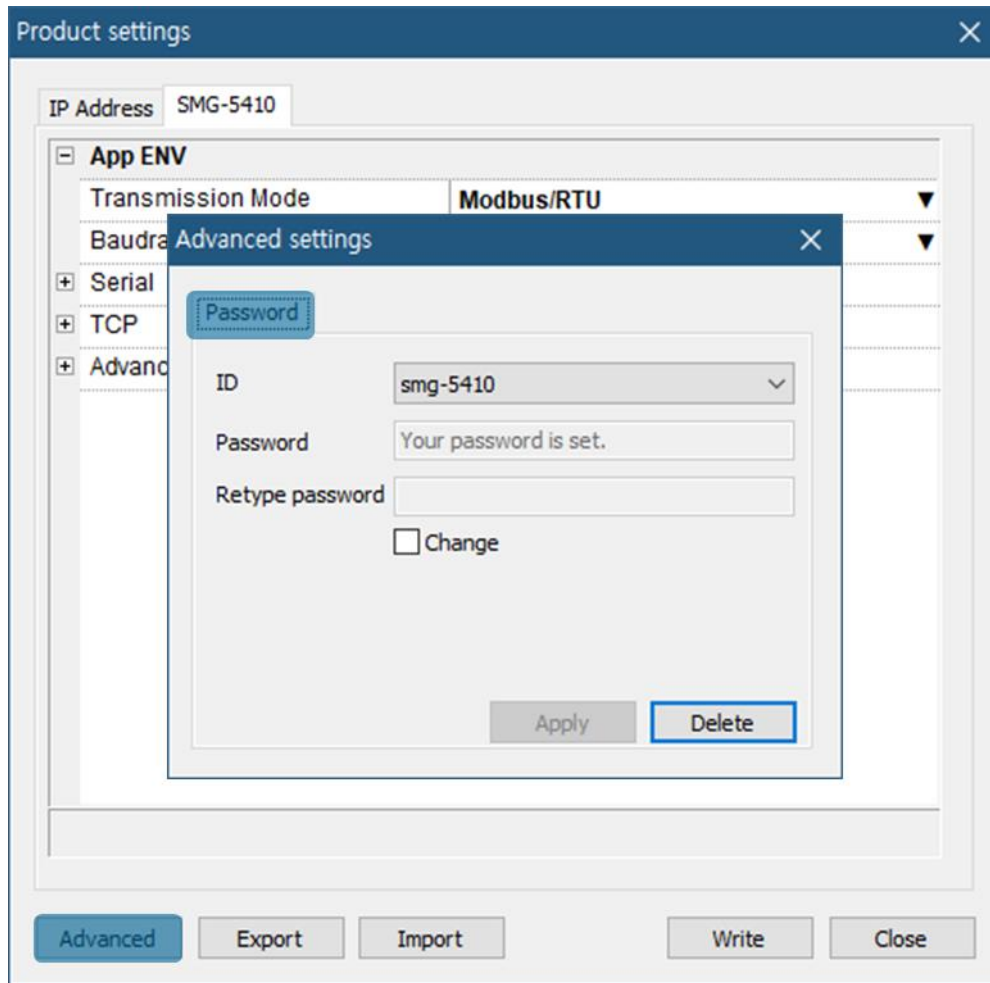 Product settings
IP Address SMG-5410
App ENV
Transmission Mode Modbus/RTU
Baudra
Serial
TCP
Advanc
Advanced settings
Password
ID smg-5410
Password Your password is set.
Retype password
Change
Apply Delete
Advanced Export Import Write Close